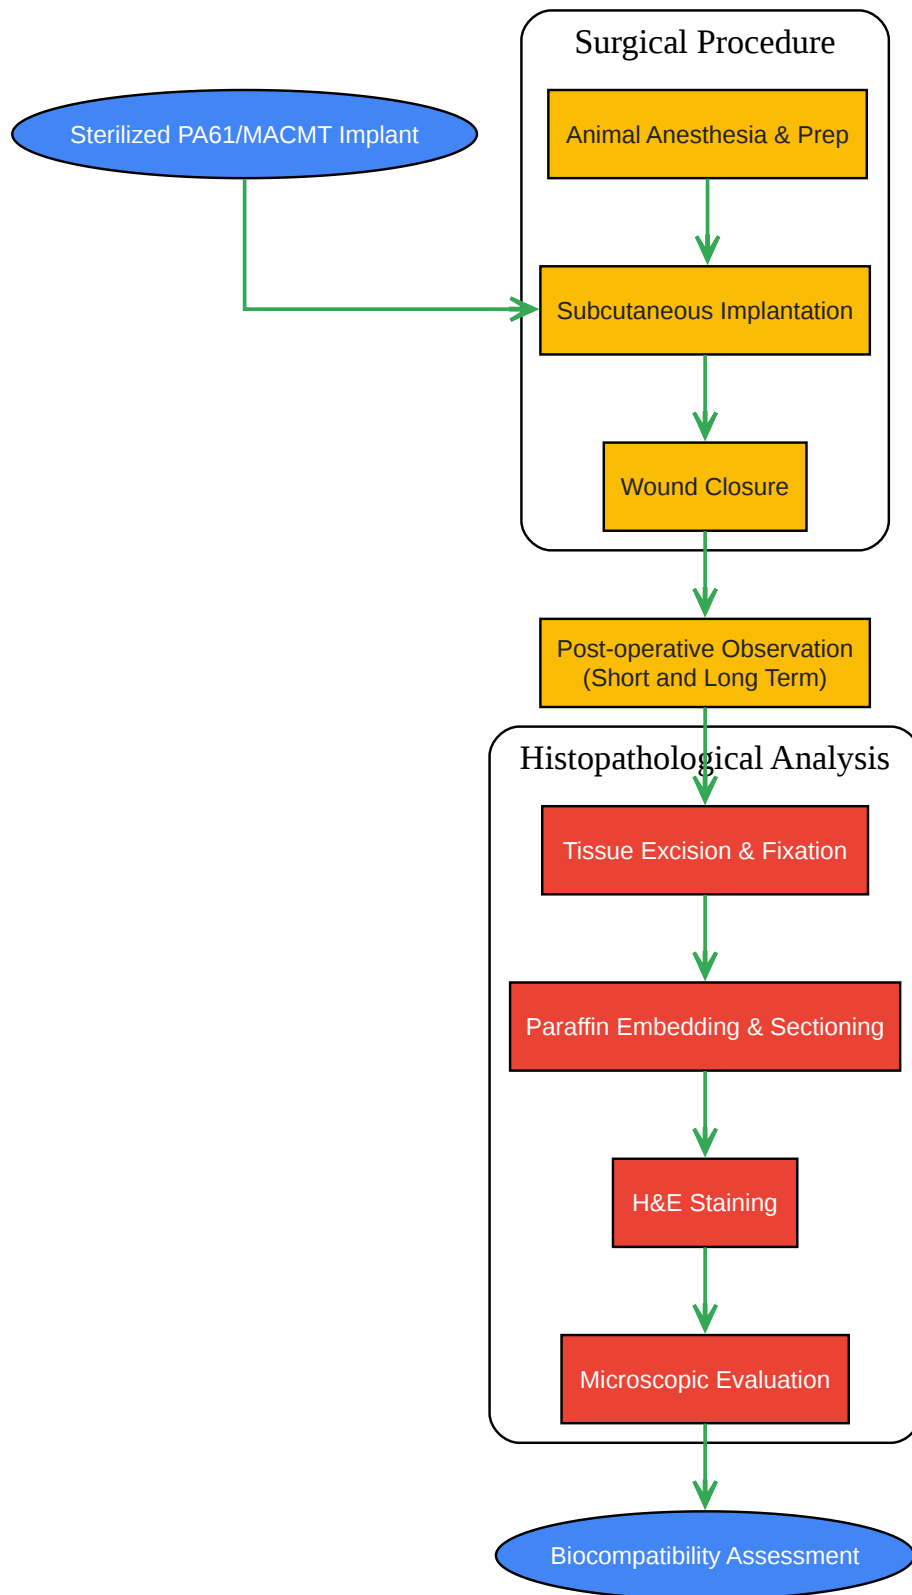 Surgical Procedure
Sterilized PA61/MACMT Implant
Animal Anesthesia & Prep
Subcutaneous Implantation
Wound Closure
Post-operative Observation
(Short and Long Term)
Histopathological Analysis
Tissue Excision & Fixation
Paraffin Embedding & Sectioning
H&E Staining
Microscopic Evaluation
Biocompatibility Assessment